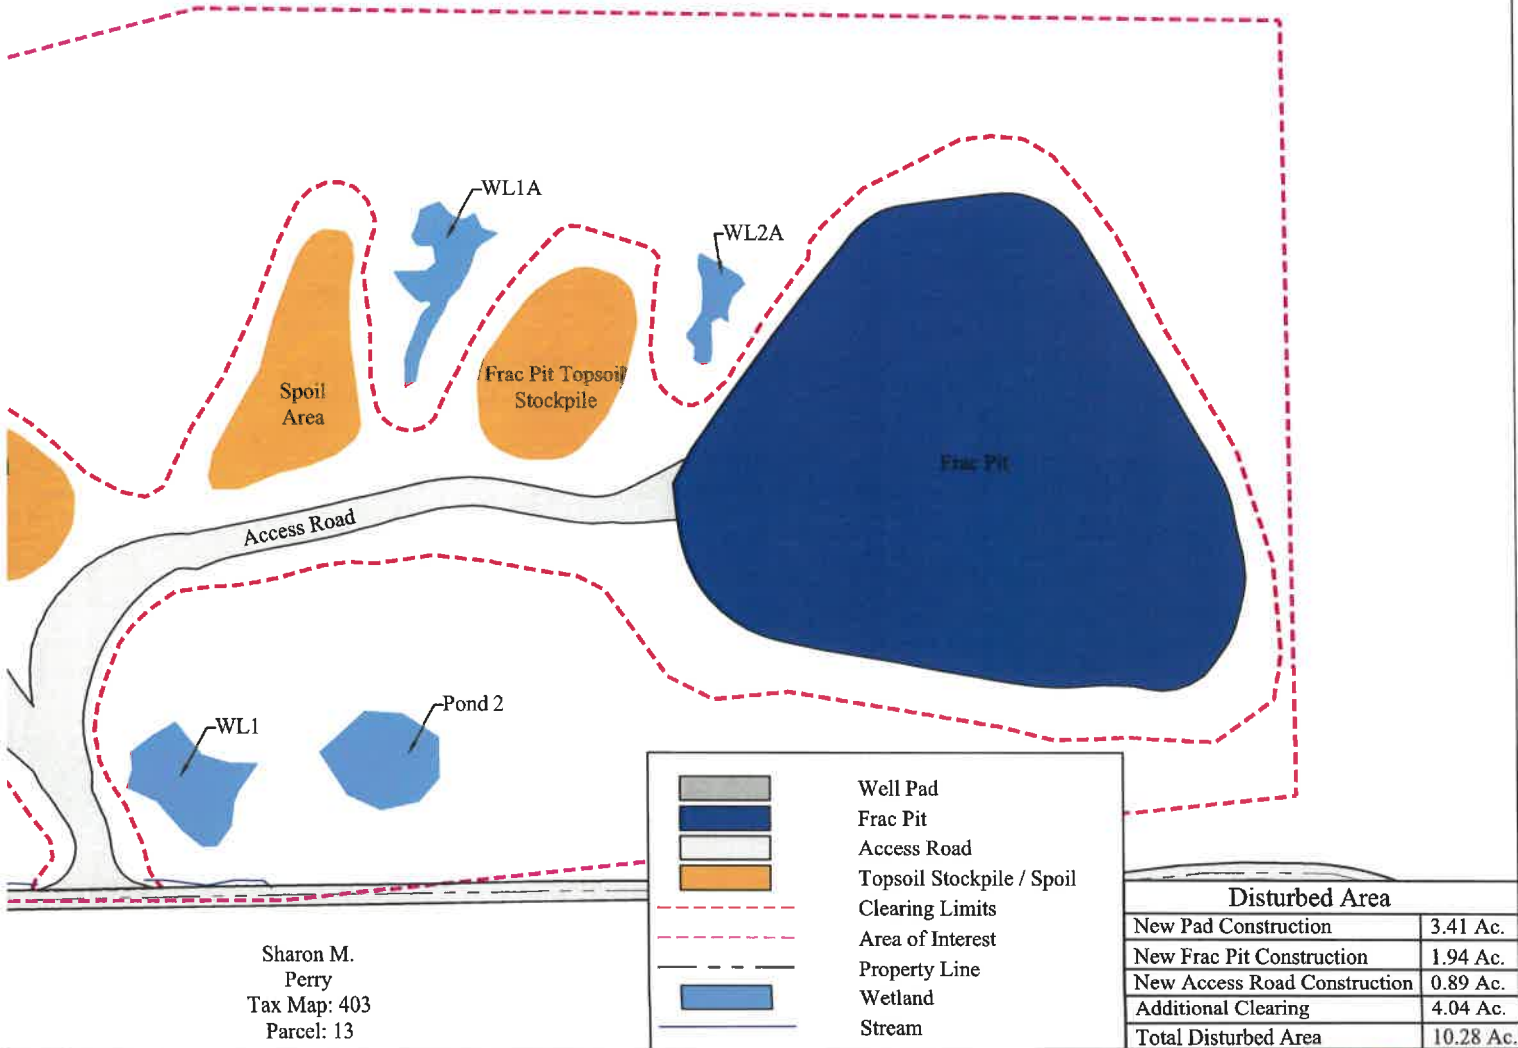 WL1A
WL2A
Spoil
Area
Frac Pit Topsoil
Stockpile
Frac Pit
Access Road
Pond 2
WL1
Well Pad
Frac Pit
Access Road
Topsoil Stockpile / Spoil
Clearing Limits
Area of Interest
Property Line
Wetland
Stream
Sharon M.
Perry
Tax Map: 403
Parcel: 13
Disturbed Area
New Pad Construction 3.41 Ac.
New Frac Pit Construction 1.94 Ac.
New Access Road Construction 0.89 Ac.
Additional Clearing 4.04 Ac.
Total Disturbed Area 10.28 Ac.